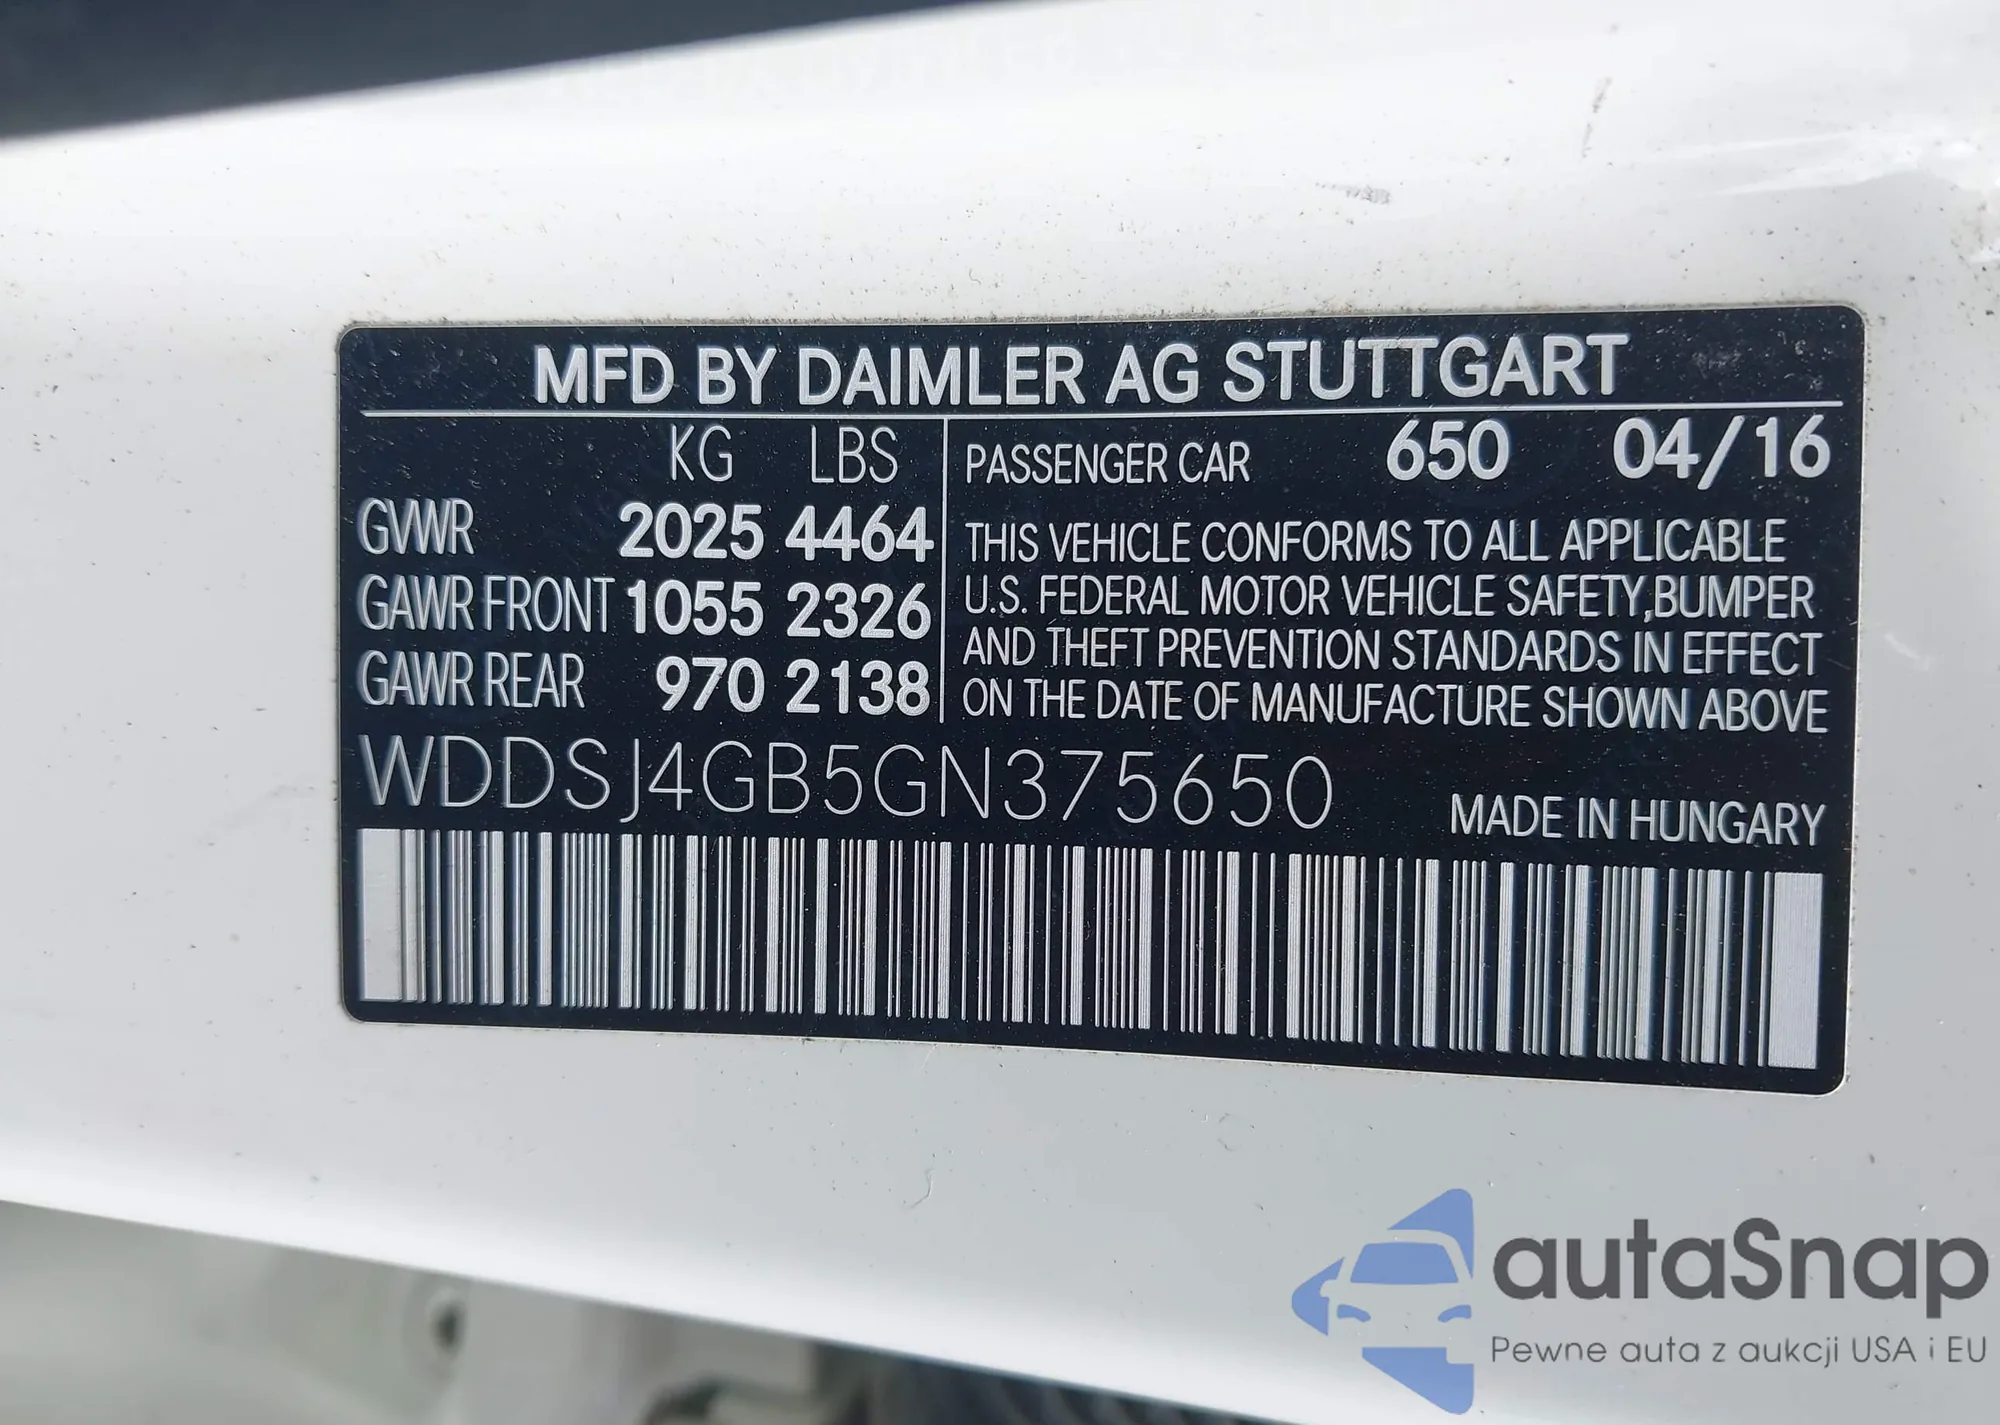 MFD BY DAIMLER AG STUTTGART
KG LBS
GVWR 2025 4464
GAWR FRONT 1055 2326
GAWR REAR 970 2138
PASSENGER CAR 650 04/16
THIS VEHICLE CONFORMS TO ALL APPLICABLE
U.S. FEDERAL MOTOR VEHICLE SAFETY, BUMPER
AND THEFT PREVENTION STANDARDS IN EFFECT
ON THE DATE OF MANUFACTURE SHOWN ABOVE
WDDSJ4GB5GN375650
MADE IN HUNGARY
autaSnap
Pewne auta z aukcji USA i EU